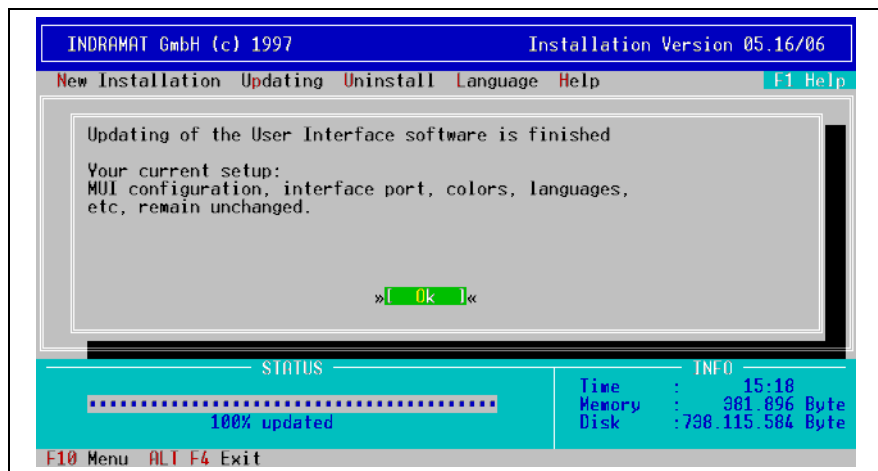 INDRAMAT GmbH (c) 1997 Installation Version 05.16/06
New Installation Updating Uninstall Language Help F1 Help
Updating of the User Interface software is finished
Your current setup:
MUI configuration, interface port, colors, languages,
etc, remain unchanged.
»[ Ok ]«
STATUS
100% updated
INFO
Time : 15:18
Memory : 381.896 Byte
Disk :738.115.584 Byte
F10 Menu ALT F4 Exit